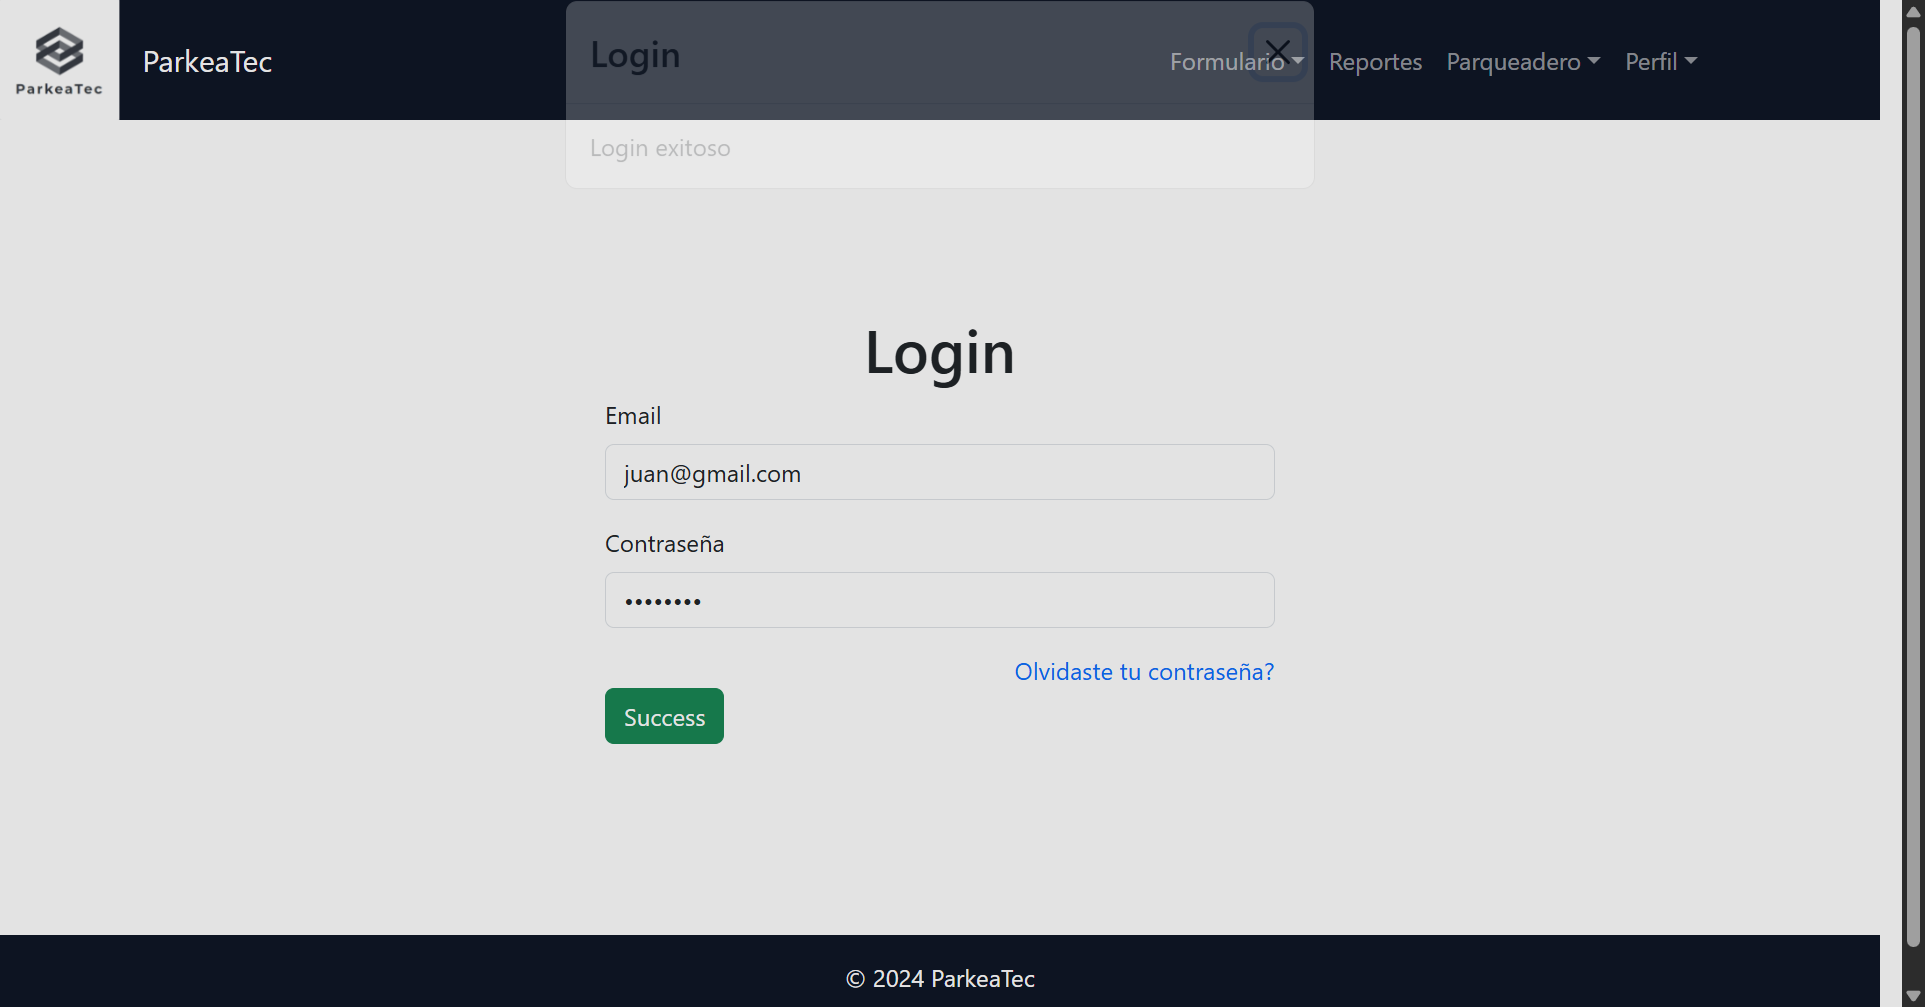 ParkeaTec
ParkeaTec
Login
Formulario Reportes Parqueadero Perfil
Login exitoso
Login
Email
juan@gmail.com
Contraseña
••••••••
Olvidaste tu contraseña?
Success
© 2024 ParkeaTec